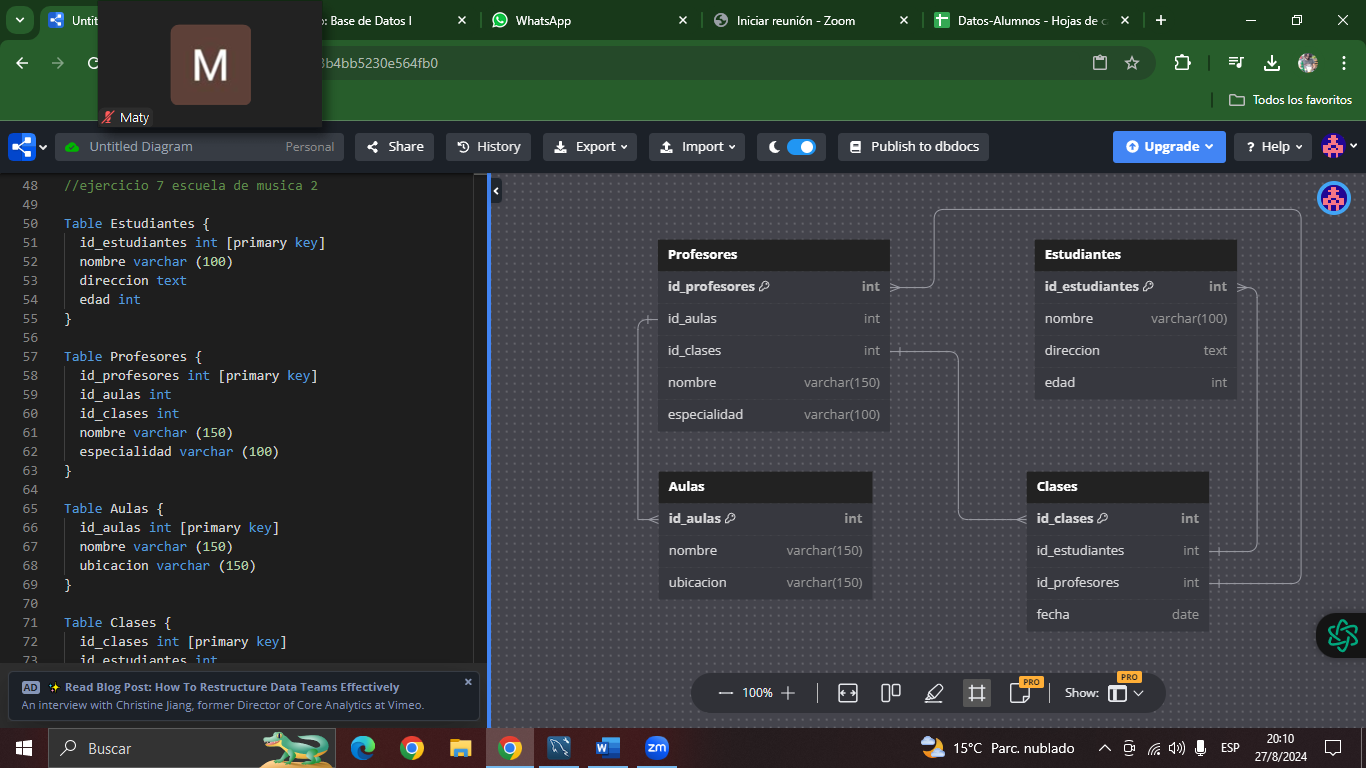 Untit
: Base de Datos I
WhatsApp
Iniciar reunión - Zoom
Datos-Alumnos - Hojas de c
M
Maty
3b4bb5230e564fb0
Todos los favoritos
Untitled Diagram
Personal
Share
History
Export
Import
Publish to dbdocs
Upgrade
? Help
48 //ejercicio 7 escuela de musica 2
49
50 Table Estudiantes {
51 id_estudiantes int [primary key]
52 nombre varchar (100)
53 direccion text
54 edad int
55 }
56
57 Table Profesores {
58 id_profesores int [primary key]
59 id_aulas int
60 id_clases int
61 nombre varchar (150)
62 especialidad varchar (100)
63 }
64
65 Table Aulas {
66 id_aulas int [primary key]
67 nombre varchar (150)
68 ubicacion varchar (150)
69 }
70
71 Table Clases {
72 id_clases int [primary key]
73 id_estudiantes int
AD ✨ Read Blog Post: How To Restructure Data Teams Effectively
An interview with Christine Jiang, former Director of Core Analytics at Vimeo.
Profesores
id_profesores int
id_aulas int
id_clases int
nombre varchar(150)
especialidad varchar(100)
Estudiantes
id_estudiantes int
nombre varchar(100)
direccion text
edad int
Aulas
id_aulas int
nombre varchar(150)
ubicacion varchar(150)
Clases
id_clases int
id_estudiantes int
id_profesores int
fecha date
100%
PRO
Show:
PRO
Buscar
zm
15°C Parc. nublado
ESP
20:10
27/8/2024